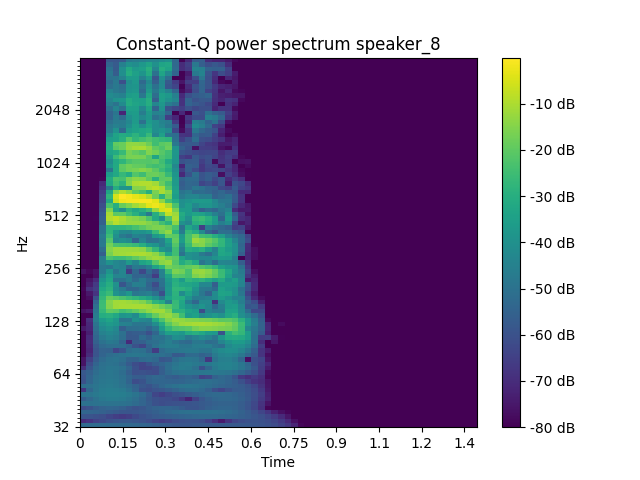 Constant-Q power spectrum speaker_8
Hz
2048
1024
512
256
128
64
32
0 0.15 0.3 0.45 0.6 0.75 0.9 1.1 1.2 1.4
Time
-10 dB
-20 dB
-30 dB
-40 dB
-50 dB
-60 dB
-70 dB
-80 dB